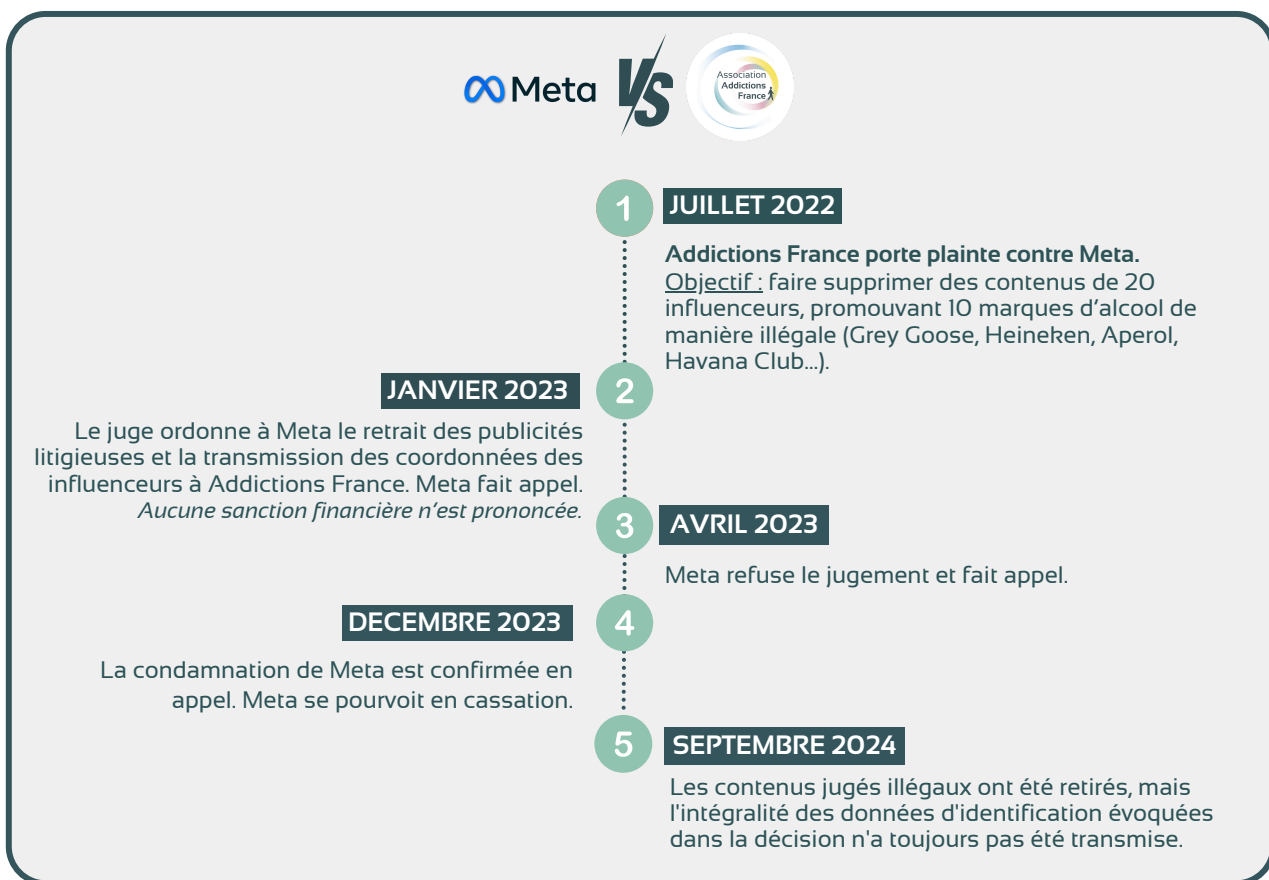 Meta VS
Association
Addictions
France
1
JUILLET 2022
Addictions France porte plainte contre Meta.
Objectif : faire supprimer des contenus de 20
influenceurs, promouvant 10 marques d'alcool de
manière illégale (Grey Goose, Heineken, Aperol,
Havana Club...).
2
JANVIER 2023
Le juge ordonne à Meta le retrait des publicités
litigieuses et la transmission des coordonnées des
influenceurs à Addictions France. Meta fait appel.
Aucune sanction financière n'est prononcée.
3
AVRIL 2023
Meta refuse le jugement et fait appel.
4
DECEMBRE 2023
La condamnation de Meta est confirmée en
appel. Meta se pourvoit en cassation.
5
SEPTEMBRE 2024
Les contenus jugés illégaux ont été retirés, mais
l'intégralité des données d'identification évoquées
dans la décision n'a toujours pas été transmise.